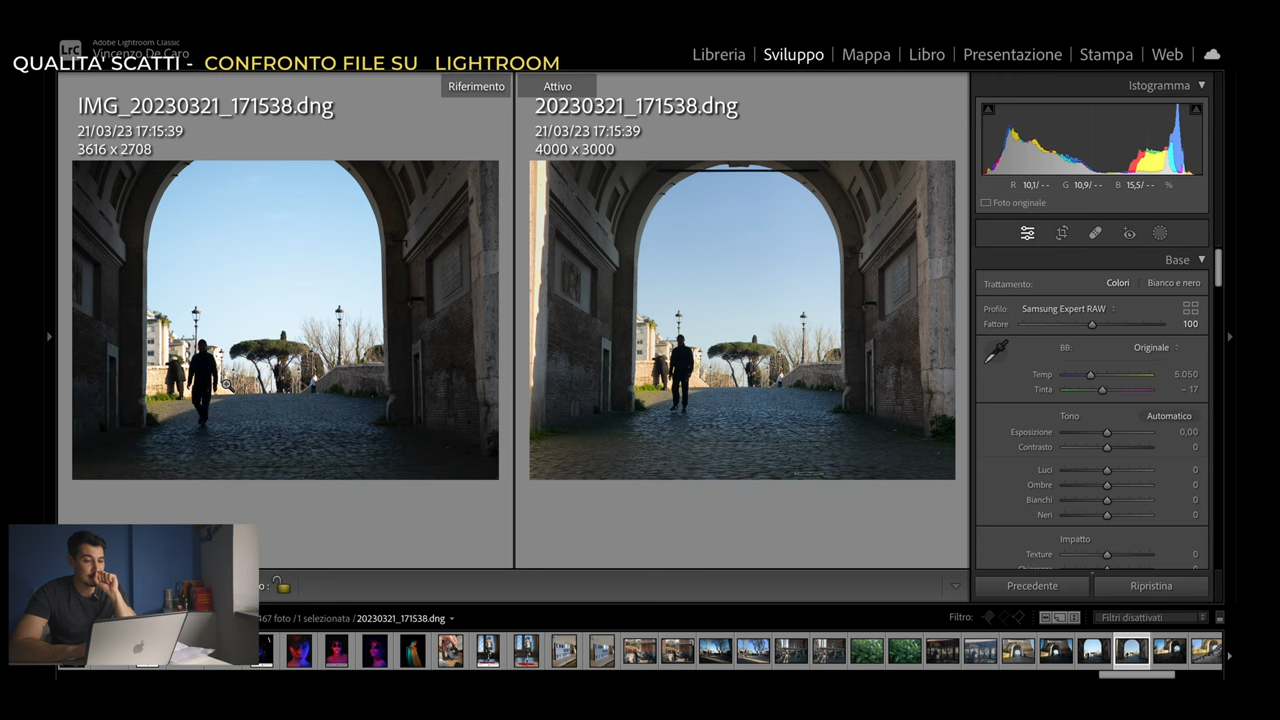 LrC
Adobe Lightroom Classic
Vincenzo De Caro
QUALITA' SCATTI - CONFRONTO FILE SU LIGHTROOM
Libreria | Sviluppo | Mappa | Libro | Presentazione | Stampa | Web
Riferimento
IMG_20230321_171538.dng
21/03/23 17:15:39
3616 x 2708
Attivo
20230321_171538.dng
21/03/23 17:15:39
4000 x 3000
Istogramma
R 10,1/-- G 10,9/-- B 15,5/-- %
Foto originale
Base
Trattamento: Colori | Bianco e nero
Profilo: Samsung Expert RAW
Fattore 100
BB: Originale
Temp 5.050
Tinta – 17
Tono Automatico
Esposizione 0,00
Contrasto 0
Luci 0
Ombre 0
Bianchi 0
Neri 0
Impatto
Texture 0
Precedente Ripristina
o :
467 foto / 1 selezionata / 20230321_171538.dng
Filtro: Filtri disattivati